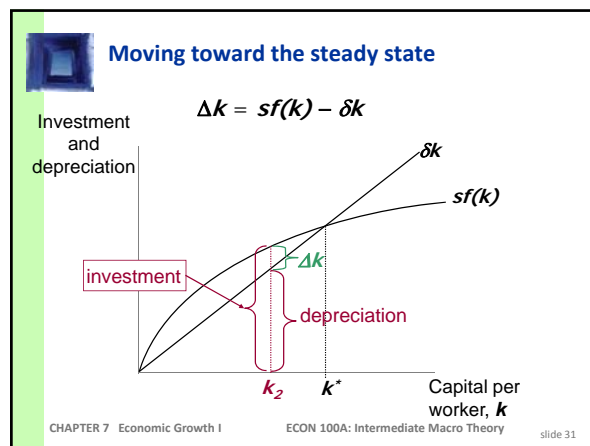 Moving toward the steady state
Δk = sf(k) − δk
Investment
and
depreciation
δk
sf(k)
Δk
investment
depreciation
k₂
k*
Capital per
worker, k
CHAPTER 7 Economic Growth I
ECON 100A: Intermediate Macro Theory
slide 31